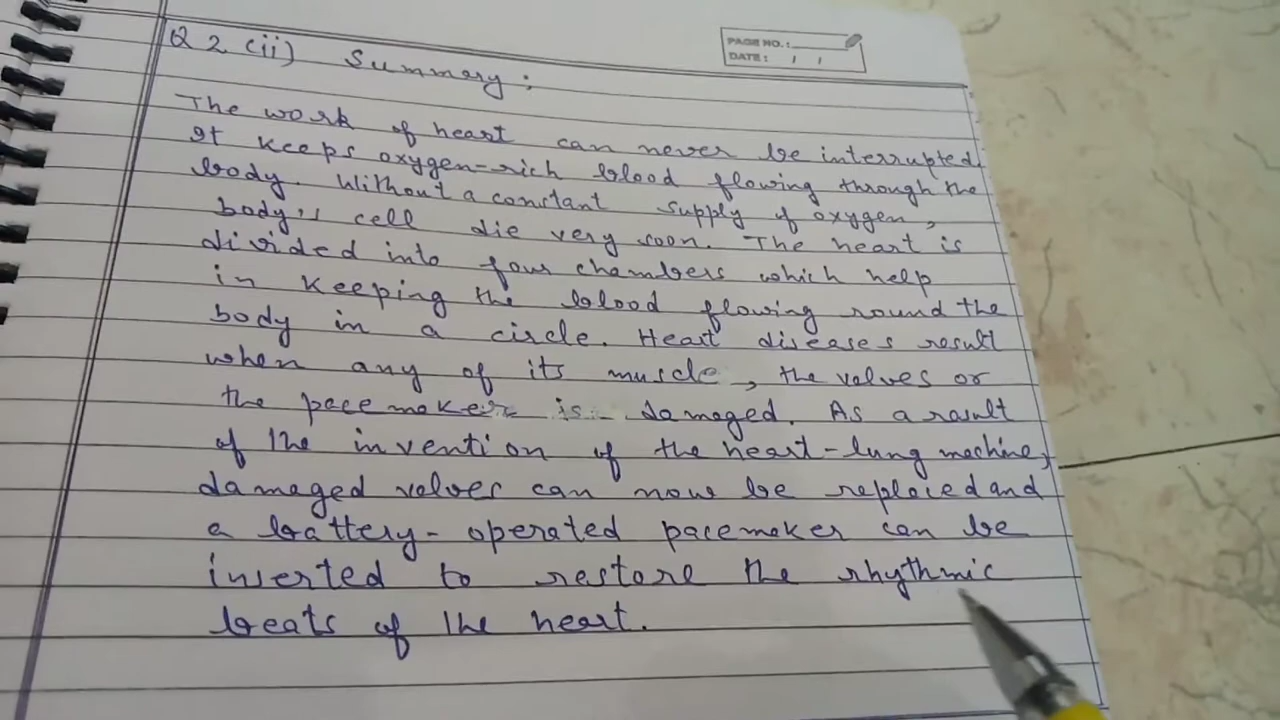 PAGE NO. :
DATE : / /
Q 2 (ii) Summary :
The work of heart can never be interrupted.
It keeps oxygen-rich blood flowing through the
body. Without a constant supply of oxygen,
body's cell die very soon. The heart is
divided into four chambers which help
in keeping the blood flowing round the
body in a circle. Heart diseases result
when any of its muscle, the valves or
the pacemaker is damaged. As a result
of the invention of the heart-lung machine,
damaged valves can now be replaced and
a battery-operated pacemaker can be
inserted to restore the rhythmic
beats of the heart.